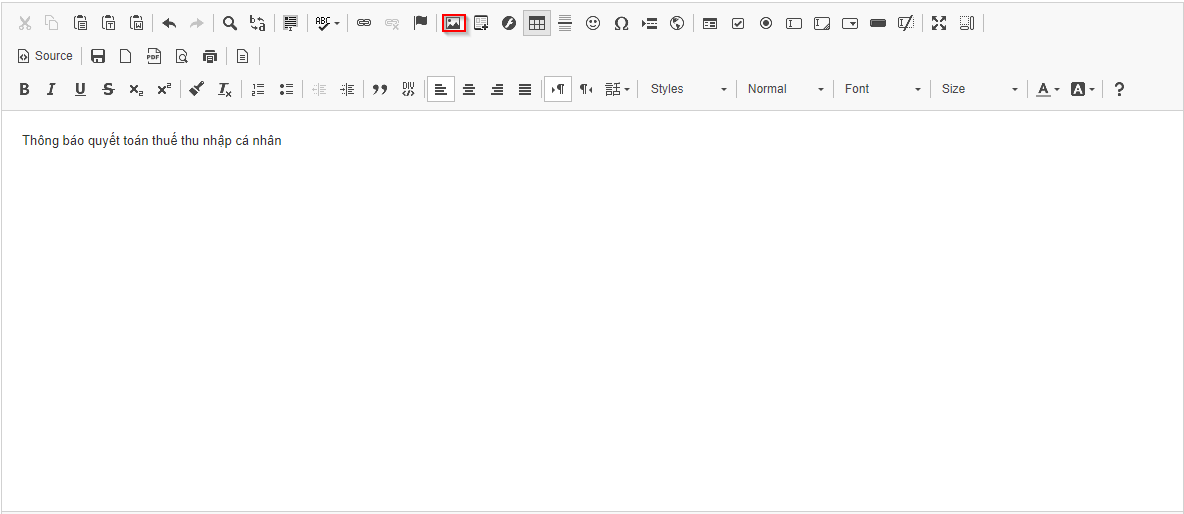 Source
Styles Normal Font Size
Thông báo quyết toán thuế thu nhập cá nhân